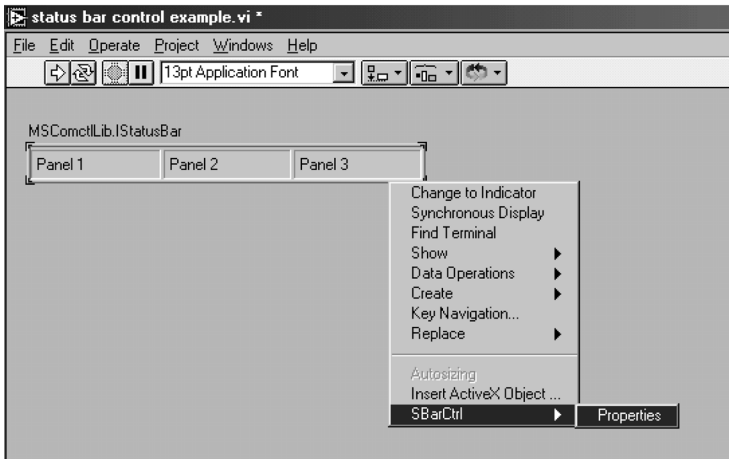 status bar control example.vi *
File Edit Operate Project Windows Help
13pt Application Font
MSComctlLib.IStatusBar
Panel 1 Panel 2 Panel 3
Change to Indicator
Synchronous Display
Find Terminal
Show
Data Operations
Create
Key Navigation...
Replace
Autosizing
Insert ActiveX Object ...
SBarCtrl Properties